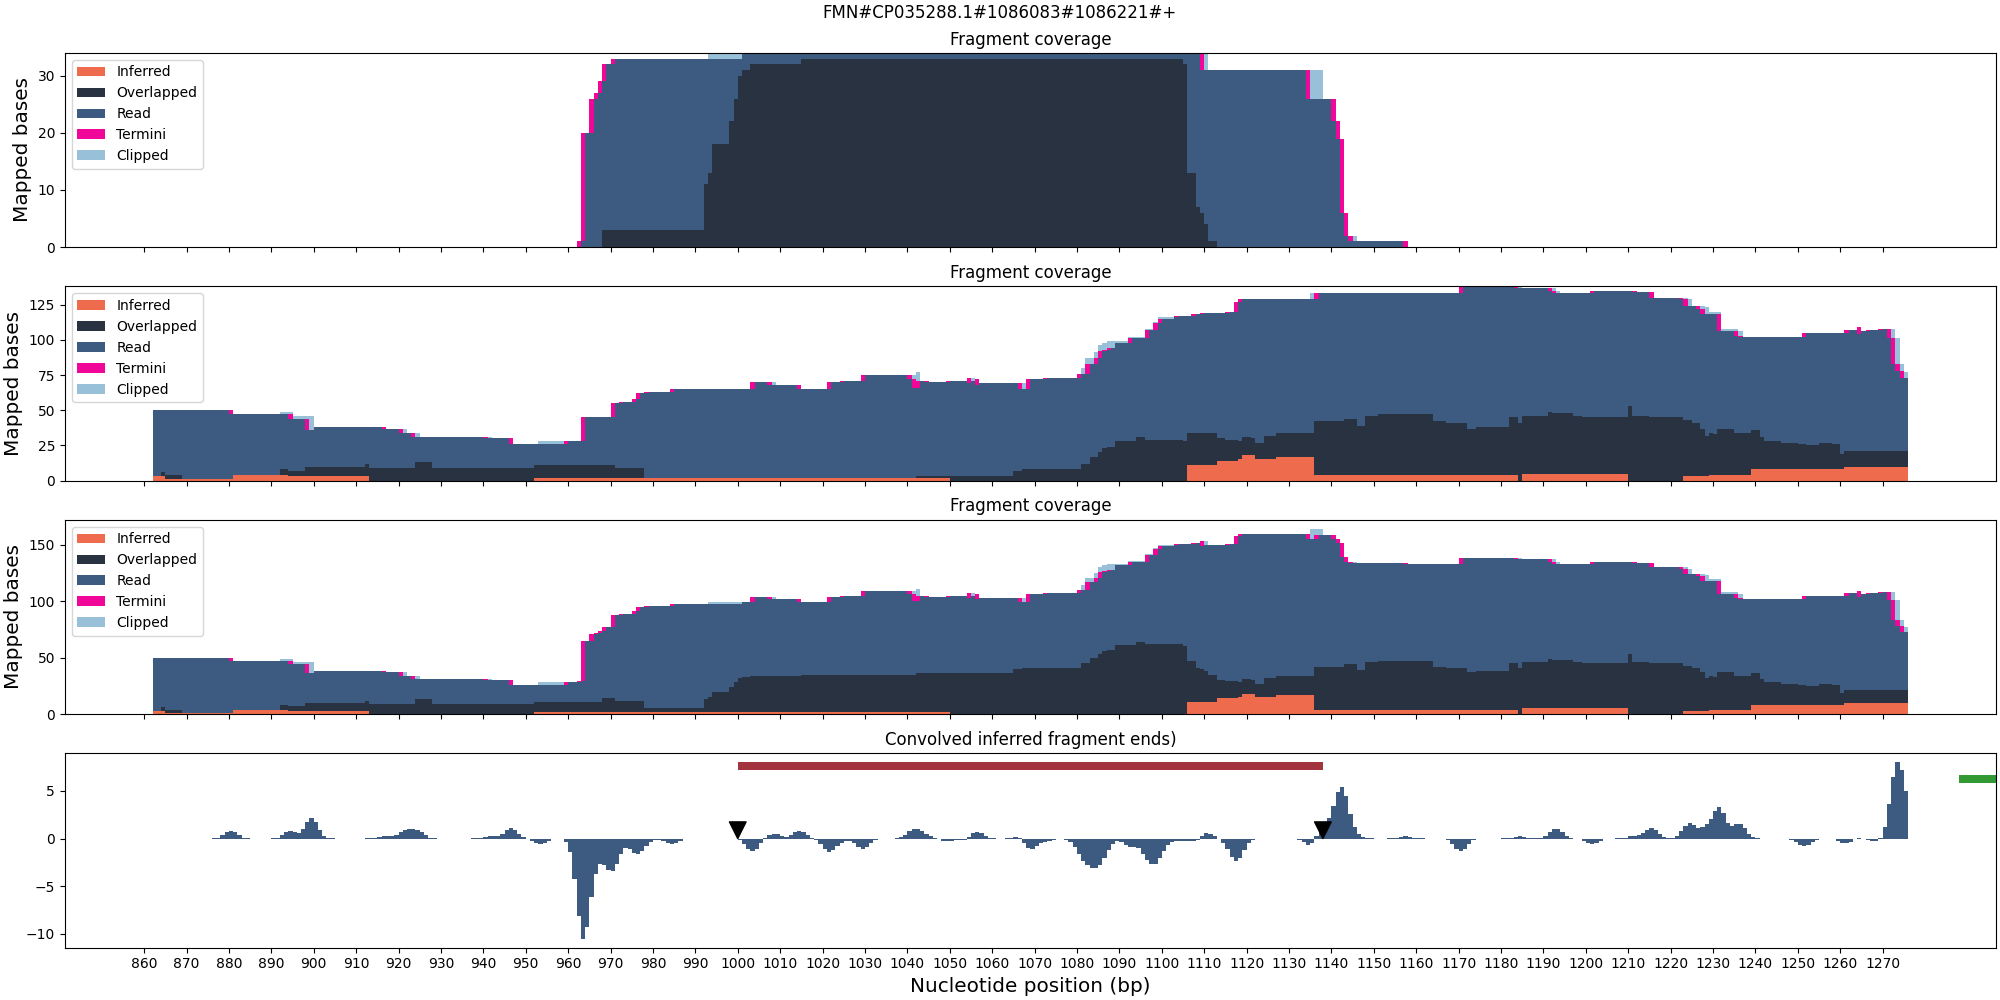 FMN#CP035288.1#1086083#1086221#+
Fragment coverage
Mapped bases
30
20
10
0
Inferred
Overlapped
Read
Termini
Clipped
Fragment coverage
Mapped bases
125
100
75
50
25
0
Inferred
Overlapped
Read
Termini
Clipped
Fragment coverage
Mapped bases
150
100
50
0
Inferred
Overlapped
Read
Termini
Clipped
Convolved inferred fragment ends)
5
0
−5
−10
860 870 880 890 900 910 920 930 940 950 960 970 980 990 1000 1010 1020 1030 1040 1050 1060 1070 1080 1090 1100 1110 1120 1130 1140 1150 1160 1170 1180 1190 1200 1210 1220 1230 1240 1250 1260 1270
Nucleotide position (bp)